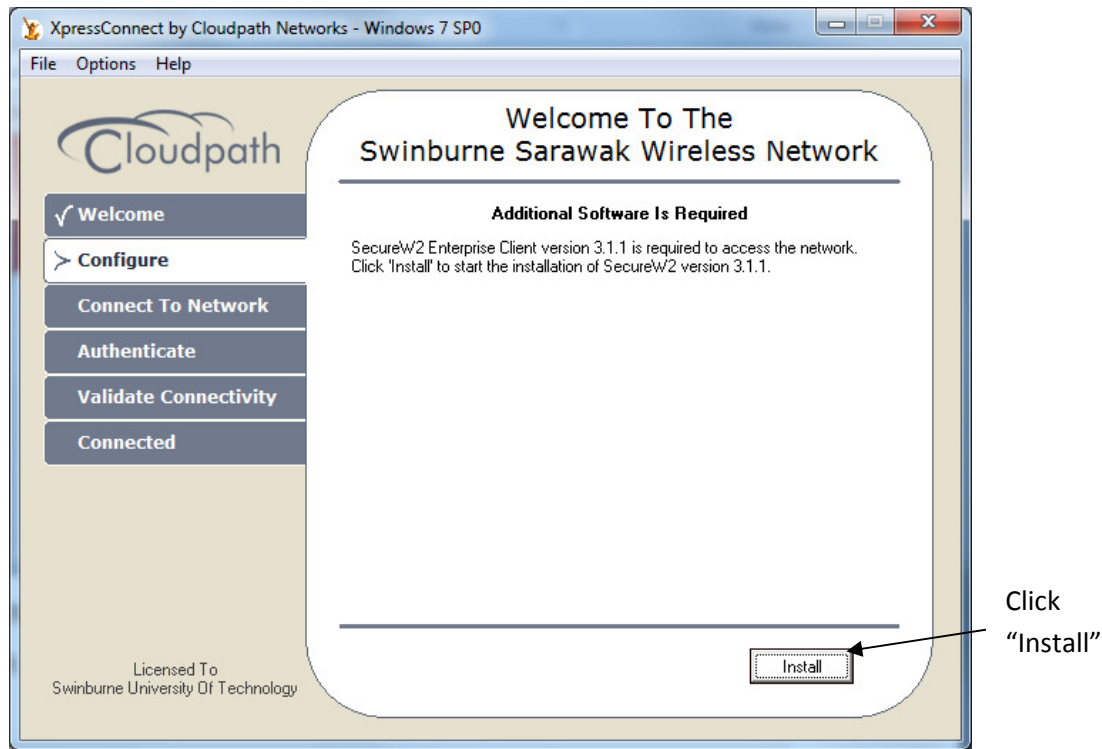 XpressConnect by Cloudpath Networks - Windows 7 SP0
File Options Help
Cloudpath
Welcome
Configure
Connect To Network
Authenticate
Validate Connectivity
Connected
Licensed To
Swinburne University Of Technology
Welcome To The
Swinburne Sarawak Wireless Network
Additional Software Is Required
SecureW2 Enterprise Client version 3.1.1 is required to access the network.
Click 'Install' to start the installation of SecureW2 version 3.1.1.
Install
Click
“Install”